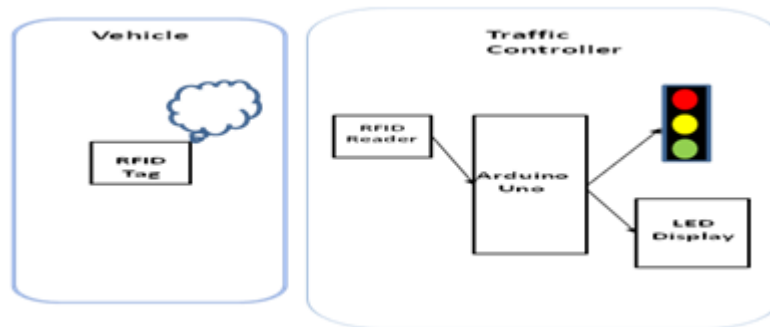 Vehicle
Traffic
Controller
RFID
Tag
RFID
Reader
Arduino
Uno
LED
Display